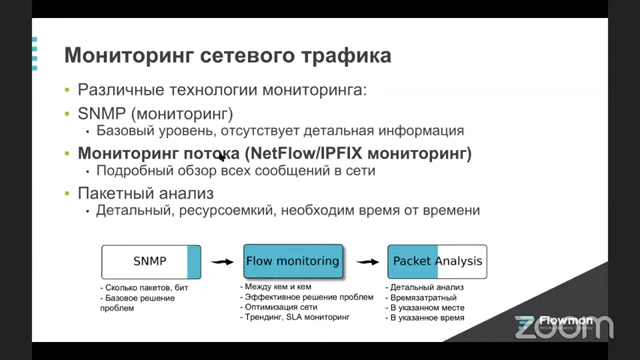 Мониторинг сетевого трафика
Различные технологии мониторинга:
SNMP (мониторинг)
Базовый уровень, отсутствует детальная информация
Мониторинг потока (NetFlow/IPFIX мониторинг)
Подробный обзор всех сообщений в сети
Пакетный анализ
Детальный, ресурсоемкий, необходим время от времени
SNMP
- Сколько пакетов, бит
- Базовое решение
проблем
Flow monitoring
- Между кем и кем
- Эффективное решение проблем
- Оптимизация сети
- Трендинг, SLA мониторинг
Packet Analysis
- Детальный анализ
- Времязатратный
- В указанном месте
- В указанное время
Flowmon
zoom